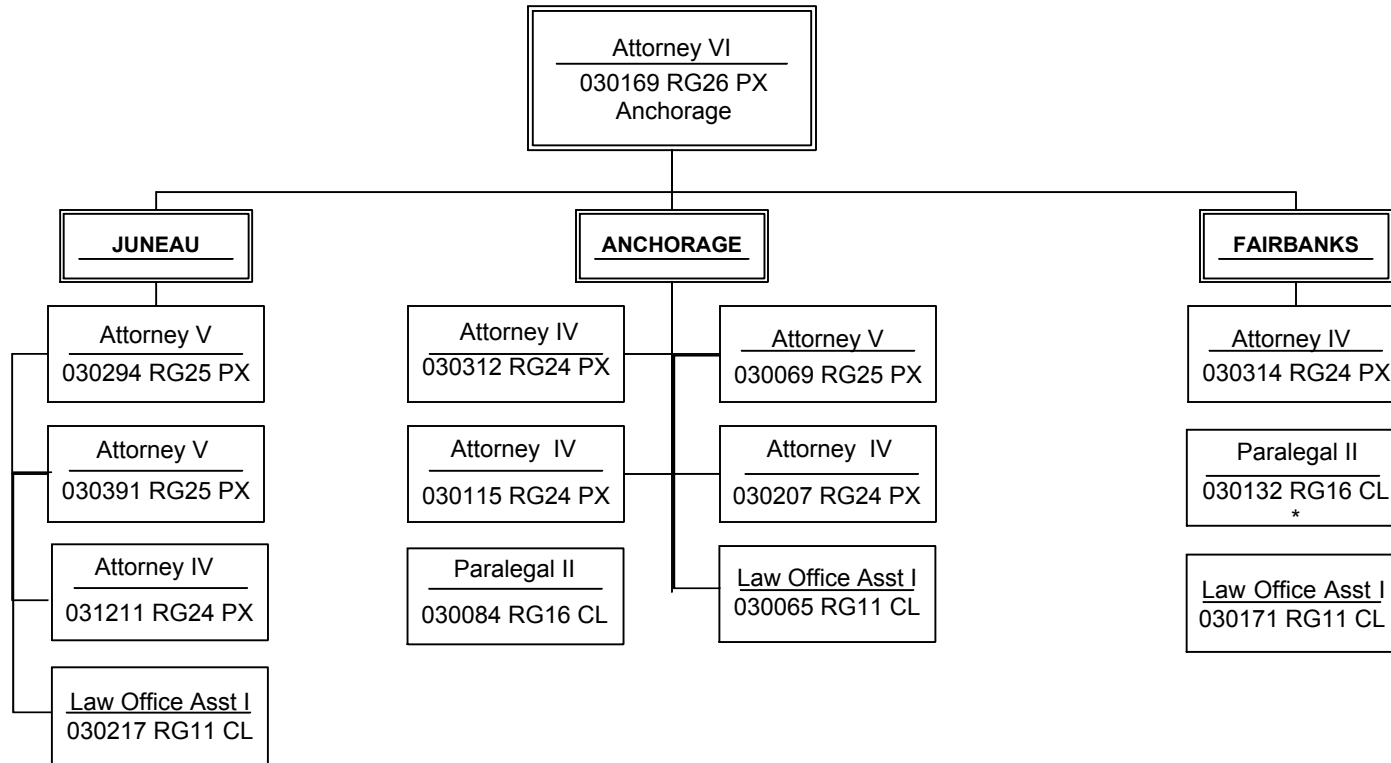 Attorney VI
030169 RG26 PX
Anchorage
JUNEAU
Attorney V
030294 RG25 PX
Attorney V
030391 RG25 PX
Attorney IV
031211 RG24 PX
Law Office Asst I
030217 RG11 CL
ANCHORAGE
Attorney IV
030312 RG24 PX
Attorney V
030069 RG25 PX
Attorney IV
030115 RG24 PX
Attorney IV
030207 RG24 PX
Paralegal II
030084 RG16 CL
Law Office Asst I
030065 RG11 CL
FAIRBANKS
Attorney IV
030314 RG24 PX
Paralegal II
030132 RG16 CL
*
Law Office Asst I
030171 RG11 CL